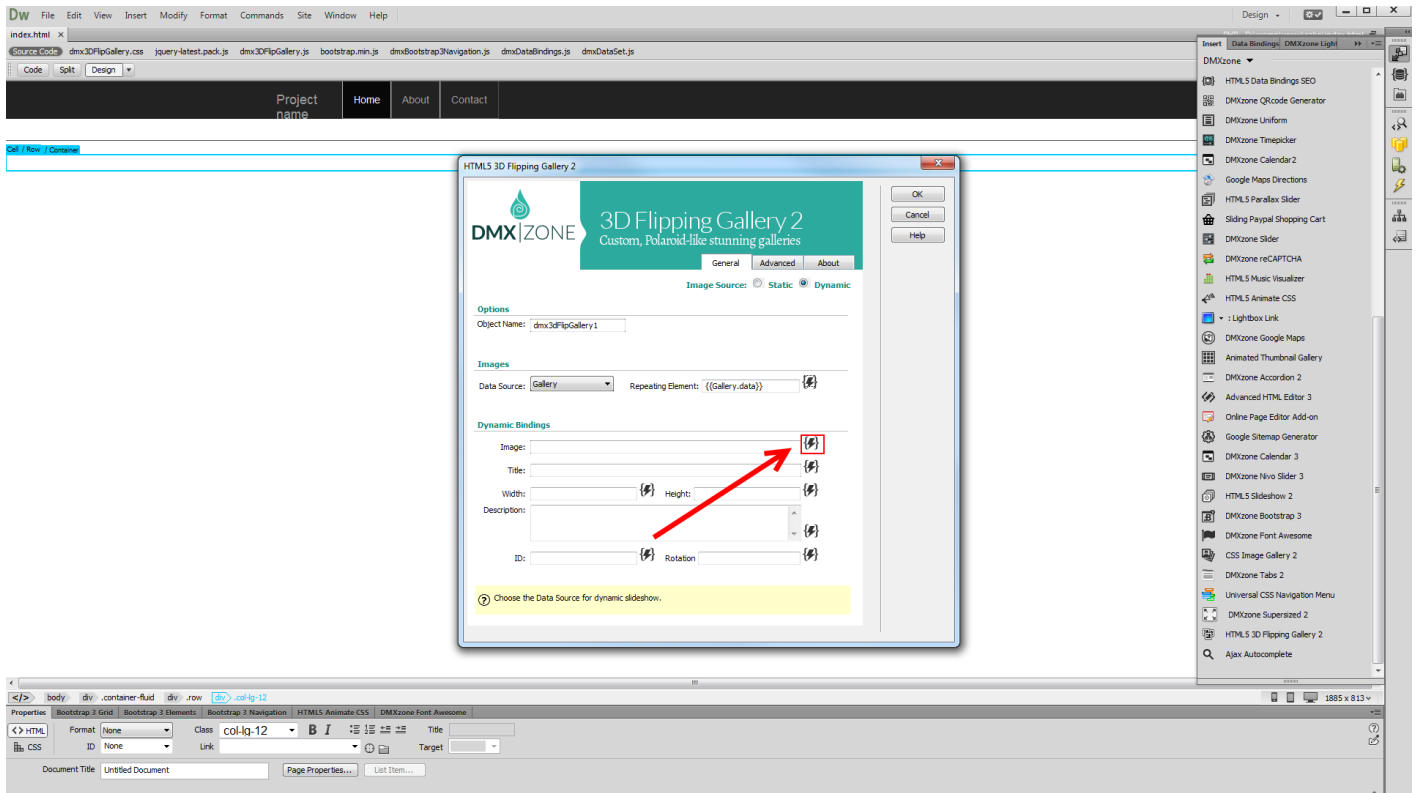 Dw File Edit View Insert Modify Format Commands Site Window Help Design
index.html ×
Source Code dmx3DFlipGallery.css jquery-latest.pack.js dmx3DFlipGallery.js bootstrap.min.js dmxBootstrap3Navigation.js dmxDataBindings.js dmxDataSet.js
Code Split Design
Project name Home About Contact
Cell / Row / Container
HTML5 3D Flipping Gallery 2
DMX|ZONE
3D Flipping Gallery 2
Custom, Polaroid-like stunning galleries
General Advanced About
OK
Cancel
Help
Image Source: Static Dynamic
Options
Object Name: dmx3dFlipGallery1
Images
Data Source: Gallery Repeating Element: {{Gallery.data}}
Dynamic Bindings
Image:
Title:
Width: Height:
Description:
ID: Rotation
? Choose the Data Source for dynamic slideshow.
Insert Data Bindings DMXzone Light
DMXzone
HTML5 Data Bindings SEO
DMXzone QRcode Generator
DMXzone Uniform
DMXzone Timepicker
DMXzone Calendar2
Google Maps Directions
HTML5 Parallax Slider
Sliding Paypal Shopping Cart
DMXzone Slider
DMXzone reCAPTCHA
HTML5 Music Visualizer
HTML5 Animate CSS
: Lightbox Link
DMXzone Google Maps
Animated Thumbnail Gallery
DMXzone Accordion 2
Advanced HTML Editor 3
Online Page Editor Add-on
Google Sitemap Generator
DMXzone Calendar 3
DMXzone Nivo Slider 3
HTML5 Slideshow 2
DMXzone Bootstrap 3
DMXzone Font Awesome
CSS Image Gallery 2
DMXzone Tabs 2
Universal CSS Navigation Menu
DMXzone Supersized 2
HTML5 3D Flipping Gallery 2
Ajax Autocomplete
</> body div .container-fluid div .row div .col-lg-12 1885 x 813
Properties Bootstrap 3 Grid Bootstrap 3 Elements Bootstrap 3 Navigation HTML5 Animate CSS DMXzone Font Awesome
<> HTML Format None Class col-lg-12 B I Title
CSS ID None Link Target
Document Title Untitled Document Page Properties... List Item...